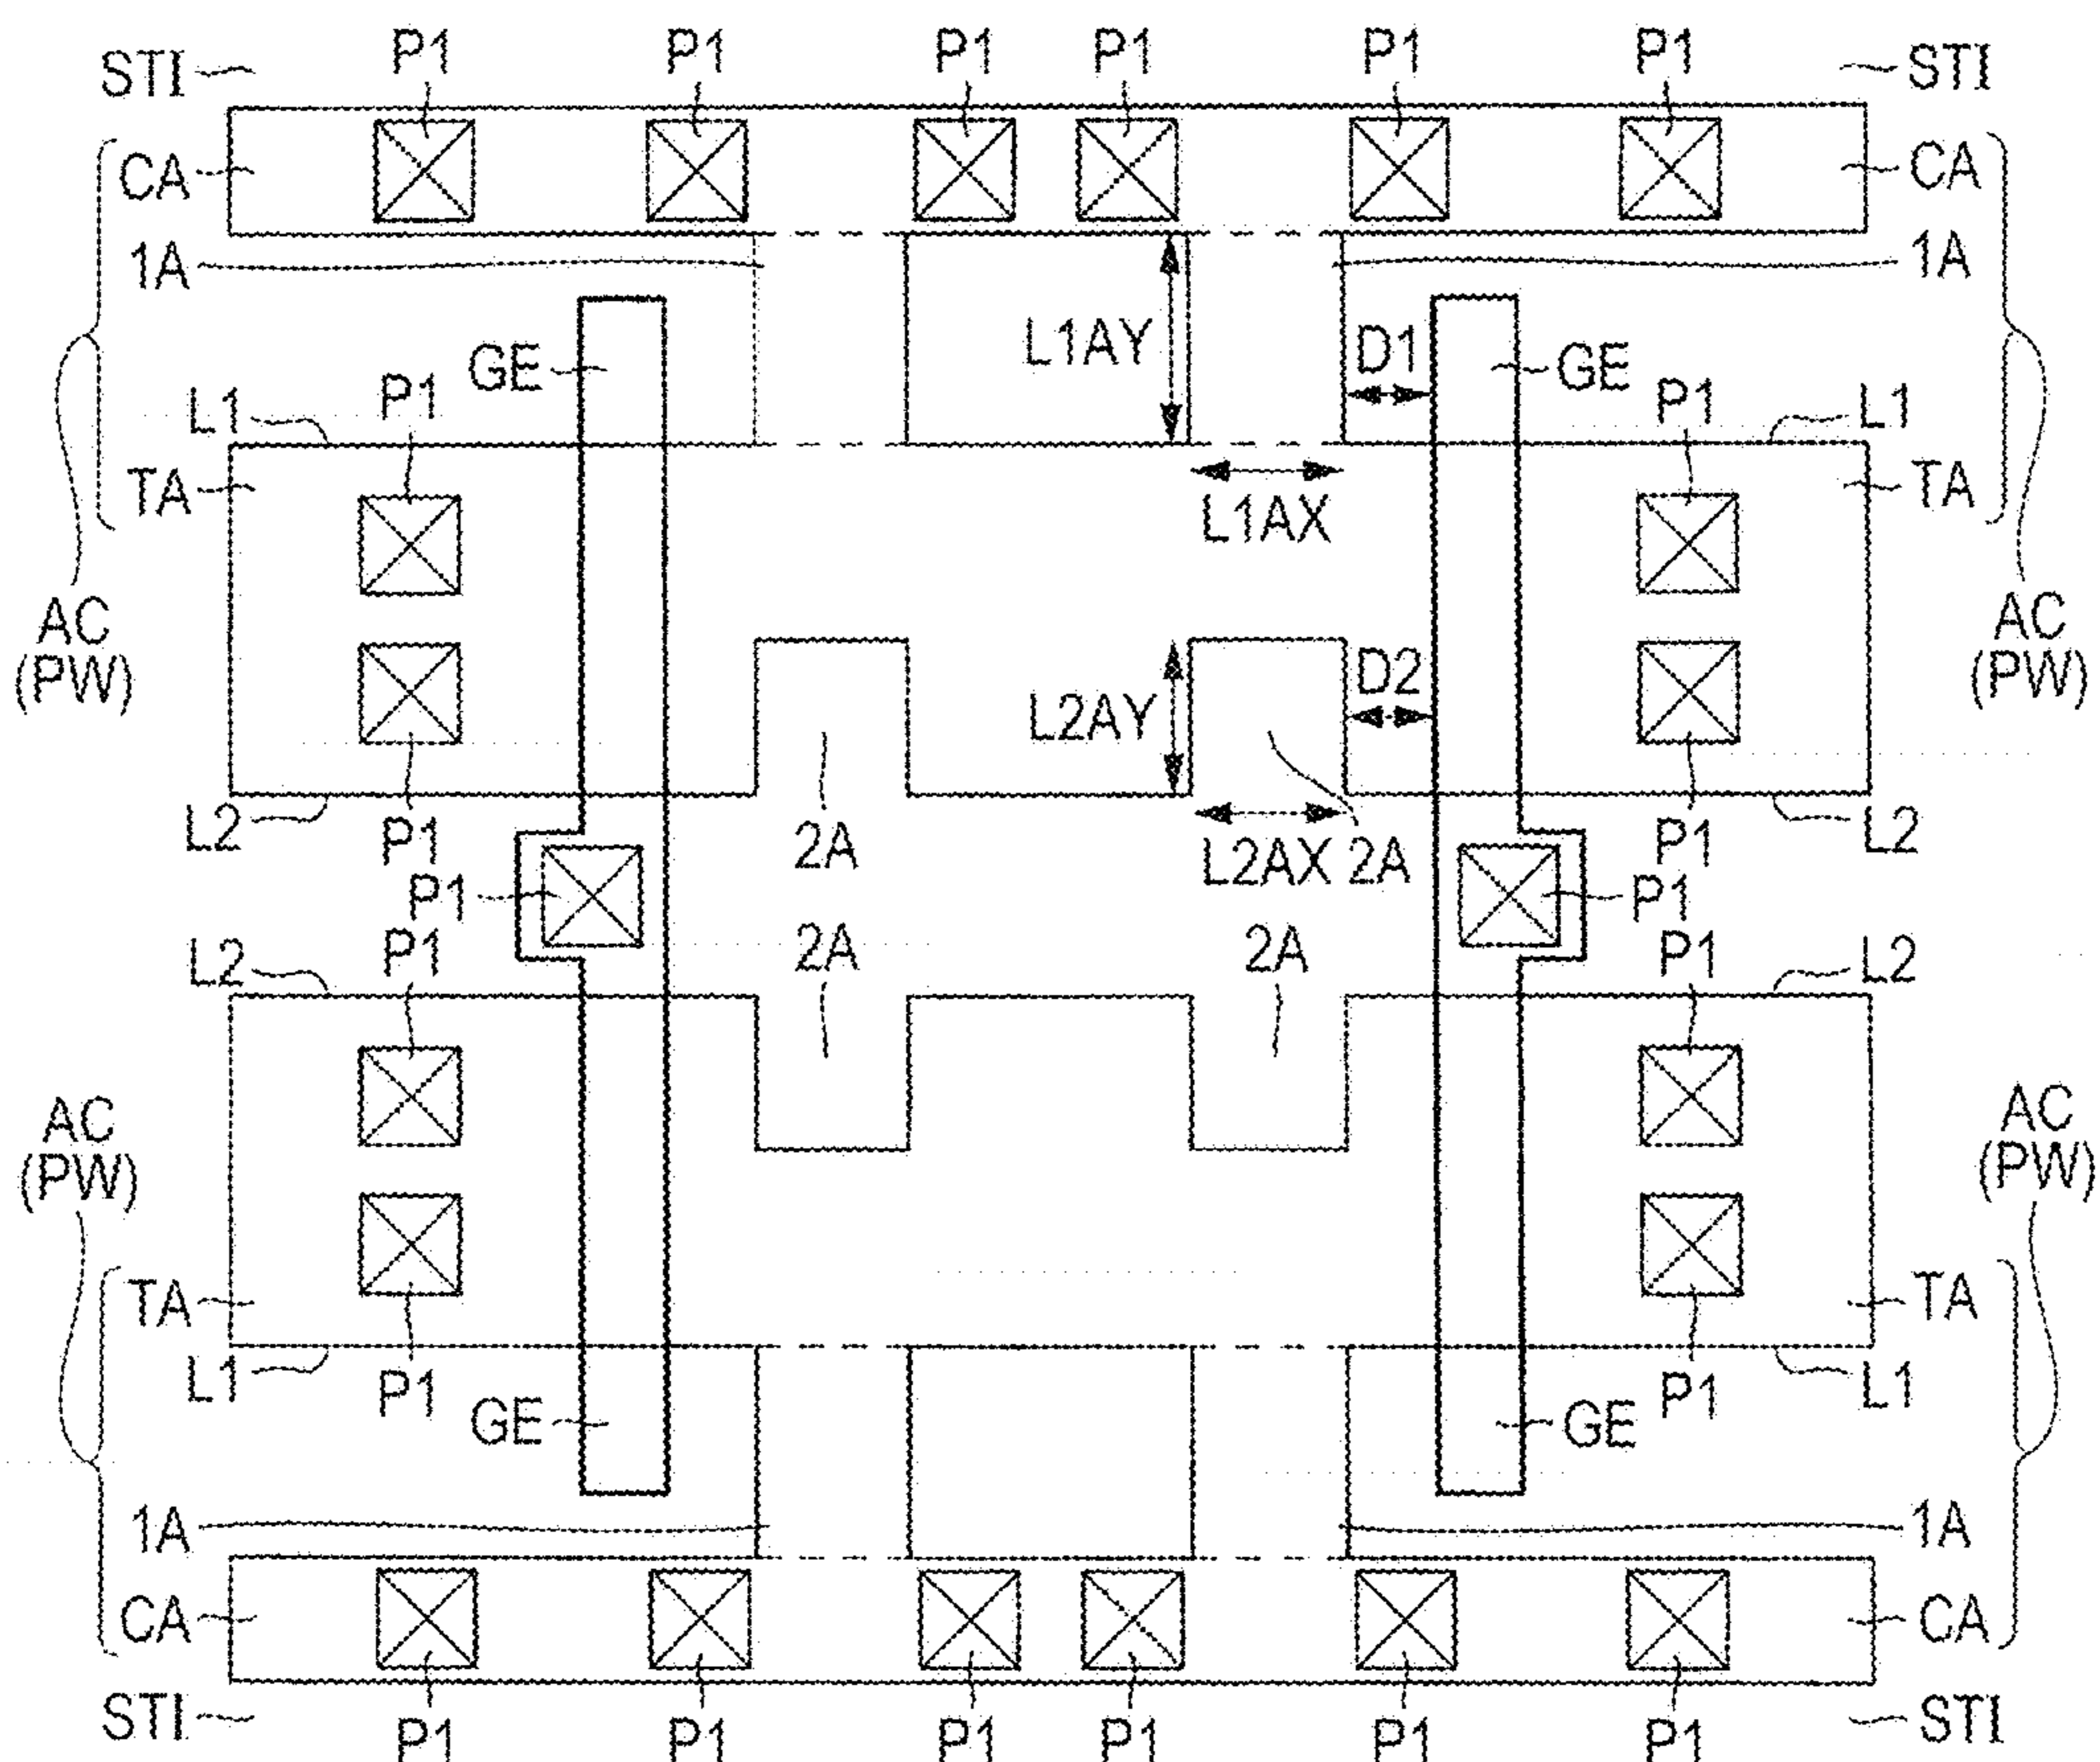 STI P1 P1 P1 P1 P1 P1 STI
CA CA
1A 1A
L1AY D1
GE GE
L1 P1 P1 L1
TA TA
L1AX
AC
(PW)
AC
(PW)
L2AY D2
L2 P1 2A L2AX 2A P1 L2
P1 P1
L2 P1 2A 2A P1 L2
AC
(PW)
AC
(PW)
TA TA
L1 P1 P1 L1
GE GE
1A 1A
CA CA
STI P1 P1 P1 P1 P1 P1 STI